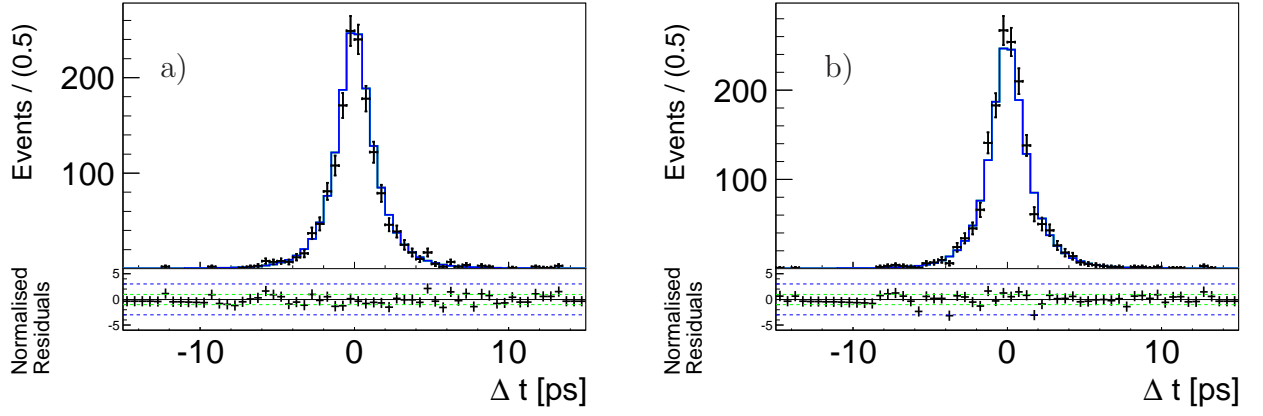 Events / (0.5)
200
100
a)
Normalised
Residuals
5
0
-5
-10
0
10
Δ t [ps]
Events / (0.5)
200
100
b)
Normalised
Residuals
5
0
-5
-10
0
10
Δ t [ps]